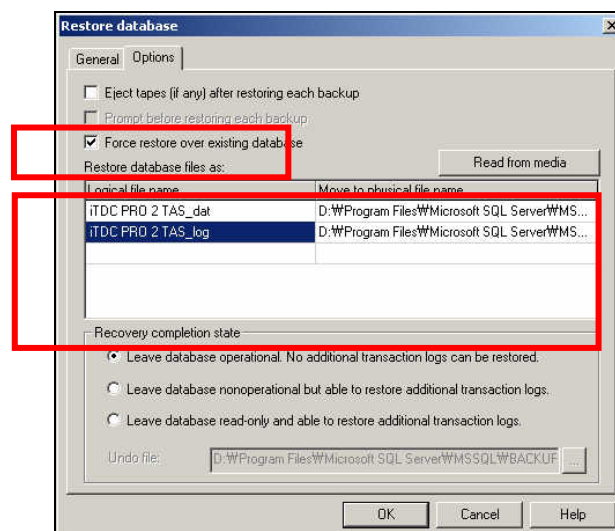 Restore database
General Options
Eject tapes (if any) after restoring each backup
Prompt before restoring each backup
Force restore over existing database
Restore database files as:
Read from media
Logical file name Move to physical file name
iTDC PRO 2 TAS_dat D:₩Program Files₩Microsoft SQL Server₩MS...
iTDC PRO 2 TAS_log D:₩Program Files₩Microsoft SQL Server₩MS...
Recovery completion state
Leave database operational. No additional transaction logs can be restored.
Leave database nonoperational but able to restore additional transaction logs.
Leave database read-only and able to restore additional transaction logs.
Undo file: D:₩Program Files₩Microsoft SQL Server₩MSSQL₩BACKUF ...
OK Cancel Help